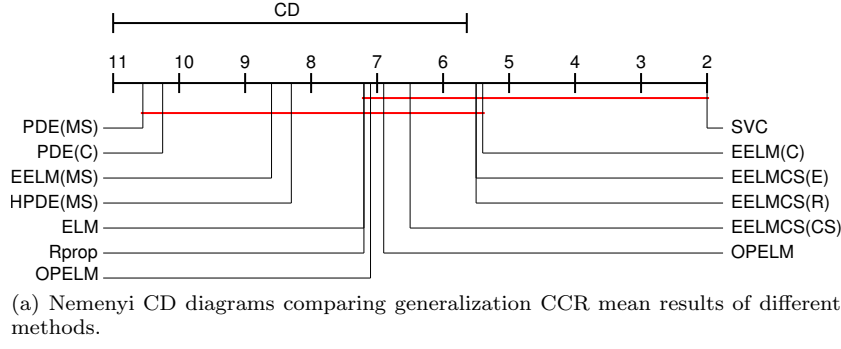 CD
11 10 9 8 7 6 5 4 3 2
PDE(MS) SVC
PDE(C) EELM(C)
EELM(MS) EELMCS(E)
HPDE(MS) EELMCS(R)
ELM EELMCS(CS)
Rprop OPELM
OPELM
(a) Nemenyi CD diagrams comparing generalization CCR mean results of different
methods.